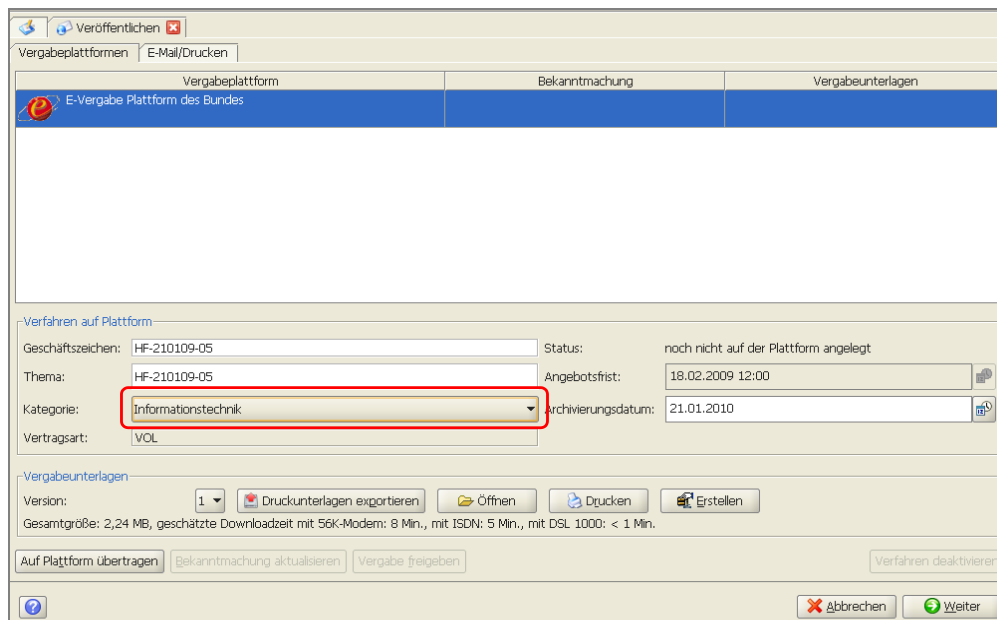 Veröffentlichen
Vergabeplattformen E-Mail/Drucken
Vergabeplattform Bekanntmachung Vergabeunterlagen
E-Vergabe Plattform des Bundes
Verfahren auf Plattform
Geschäftszeichen: HF-210109-05 Status: noch nicht auf der Plattform angelegt
Thema: HF-210109-05 Angebotsfrist: 18.02.2009 12:00
Kategorie: Informationstechnik Archivierungsdatum: 21.01.2010
Vertragsart: VOL
Vergabeunterlagen
Version: 1 Druckunterlagen exportieren Öffnen Drucken Erstellen
Gesamtgröße: 2,24 MB, geschätzte Downloadzeit mit 56K-Modem: 8 Min., mit ISDN: 5 Min., mit DSL 1000: < 1 Min.
Auf Plattform übertragen Bekanntmachung aktualisieren Vergabe freigeben Verfahren deaktivieren
Abbrechen Weiter